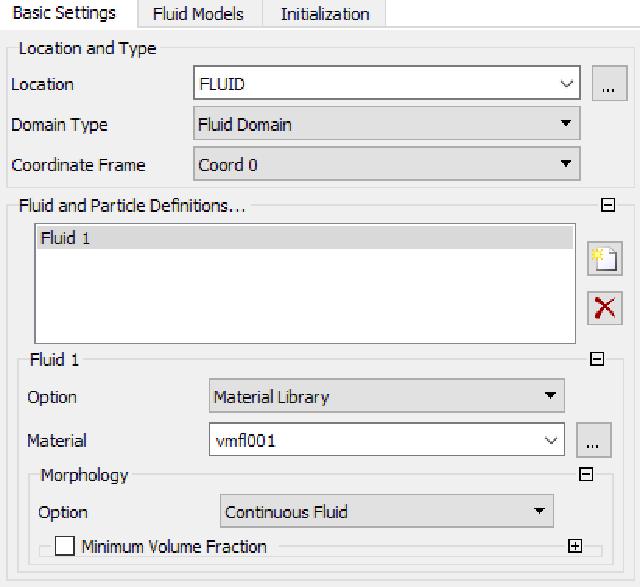 Basic Settings Fluid Models Initialization
Location and Type
Location FLUID ...
Domain Type Fluid Domain
Coordinate Frame Coord 0
Fluid and Particle Definitions...
Fluid 1
Fluid 1
Option Material Library
Material vmfl001 ...
Morphology
Option Continuous Fluid
Minimum Volume Fraction